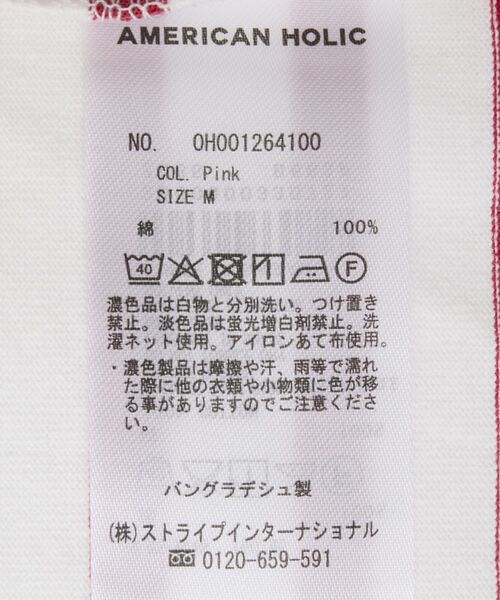 AMERICAN HOLIC
NO. 0H001264100
COL. Pink
SIZE M
綿 100%
40 F
濃色品は白物と分別洗い。つけ置き
禁止。淡色品は蛍光増白剤禁止。洗
濯ネット使用。アイロンあて布使用。
・濃色製品は摩擦や汗、雨等で濡れ
た際に他の衣類や小物類に色が移
る事がありますのでご注意くださ
い。
バングラデシュ製
(株)ストライプインターナショナル
0120-659-591